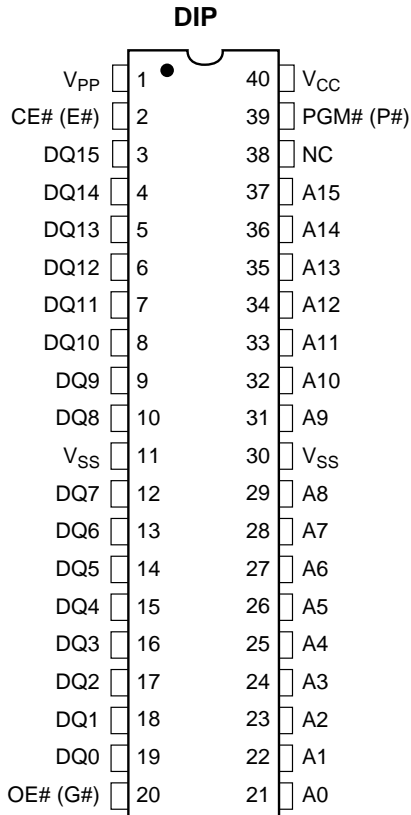 DIP
VPP 1 40 VCC
CE# (E#) 2 39 PGM# (P#)
DQ15 3 38 NC
DQ14 4 37 A15
DQ13 5 36 A14
DQ12 6 35 A13
DQ11 7 34 A12
DQ10 8 33 A11
DQ9 9 32 A10
DQ8 10 31 A9
VSS 11 30 VSS
DQ7 12 29 A8
DQ6 13 28 A7
DQ5 14 27 A6
DQ4 15 26 A5
DQ3 16 25 A4
DQ2 17 24 A3
DQ1 18 23 A2
DQ0 19 22 A1
OE# (G#) 20 21 A0